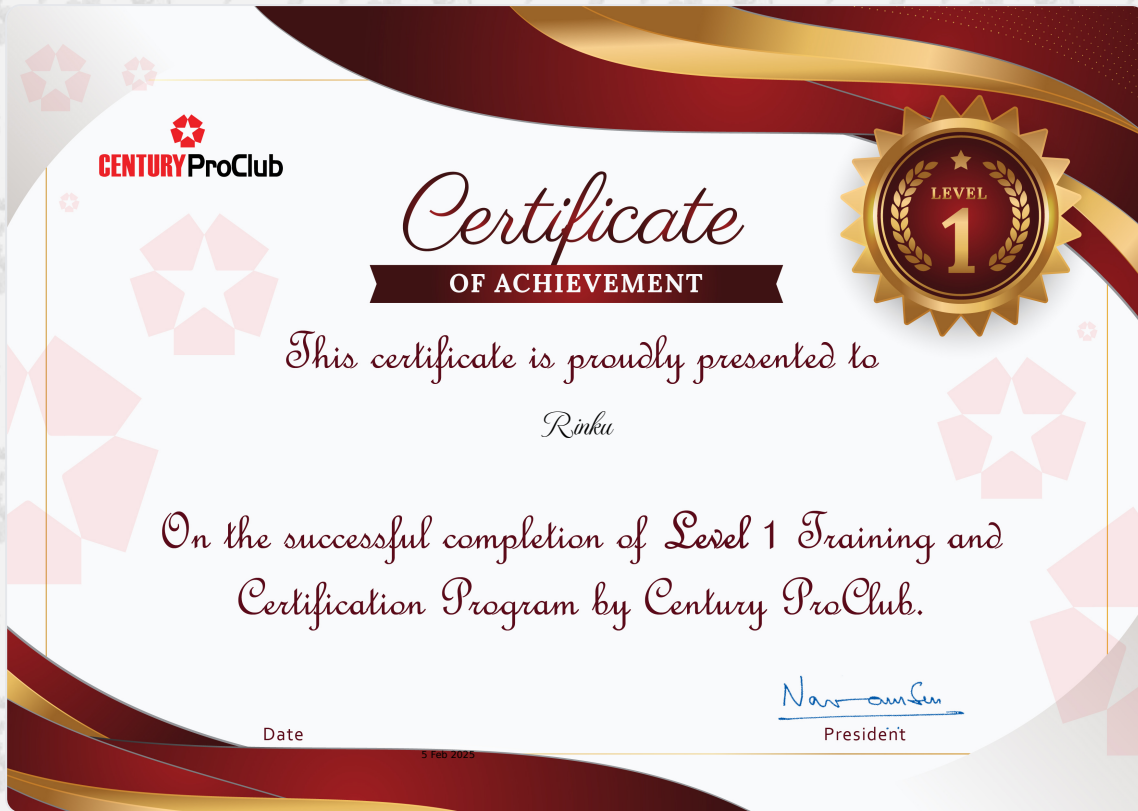 CENTURY ProClub
LEVEL
1
Certificate
OF ACHIEVEMENT
This certificate is proudly presented to
Rinku
On the successful completion of Level 1 Training and
Certification Program by Century ProClub.
Date
President
5 Feb 2025